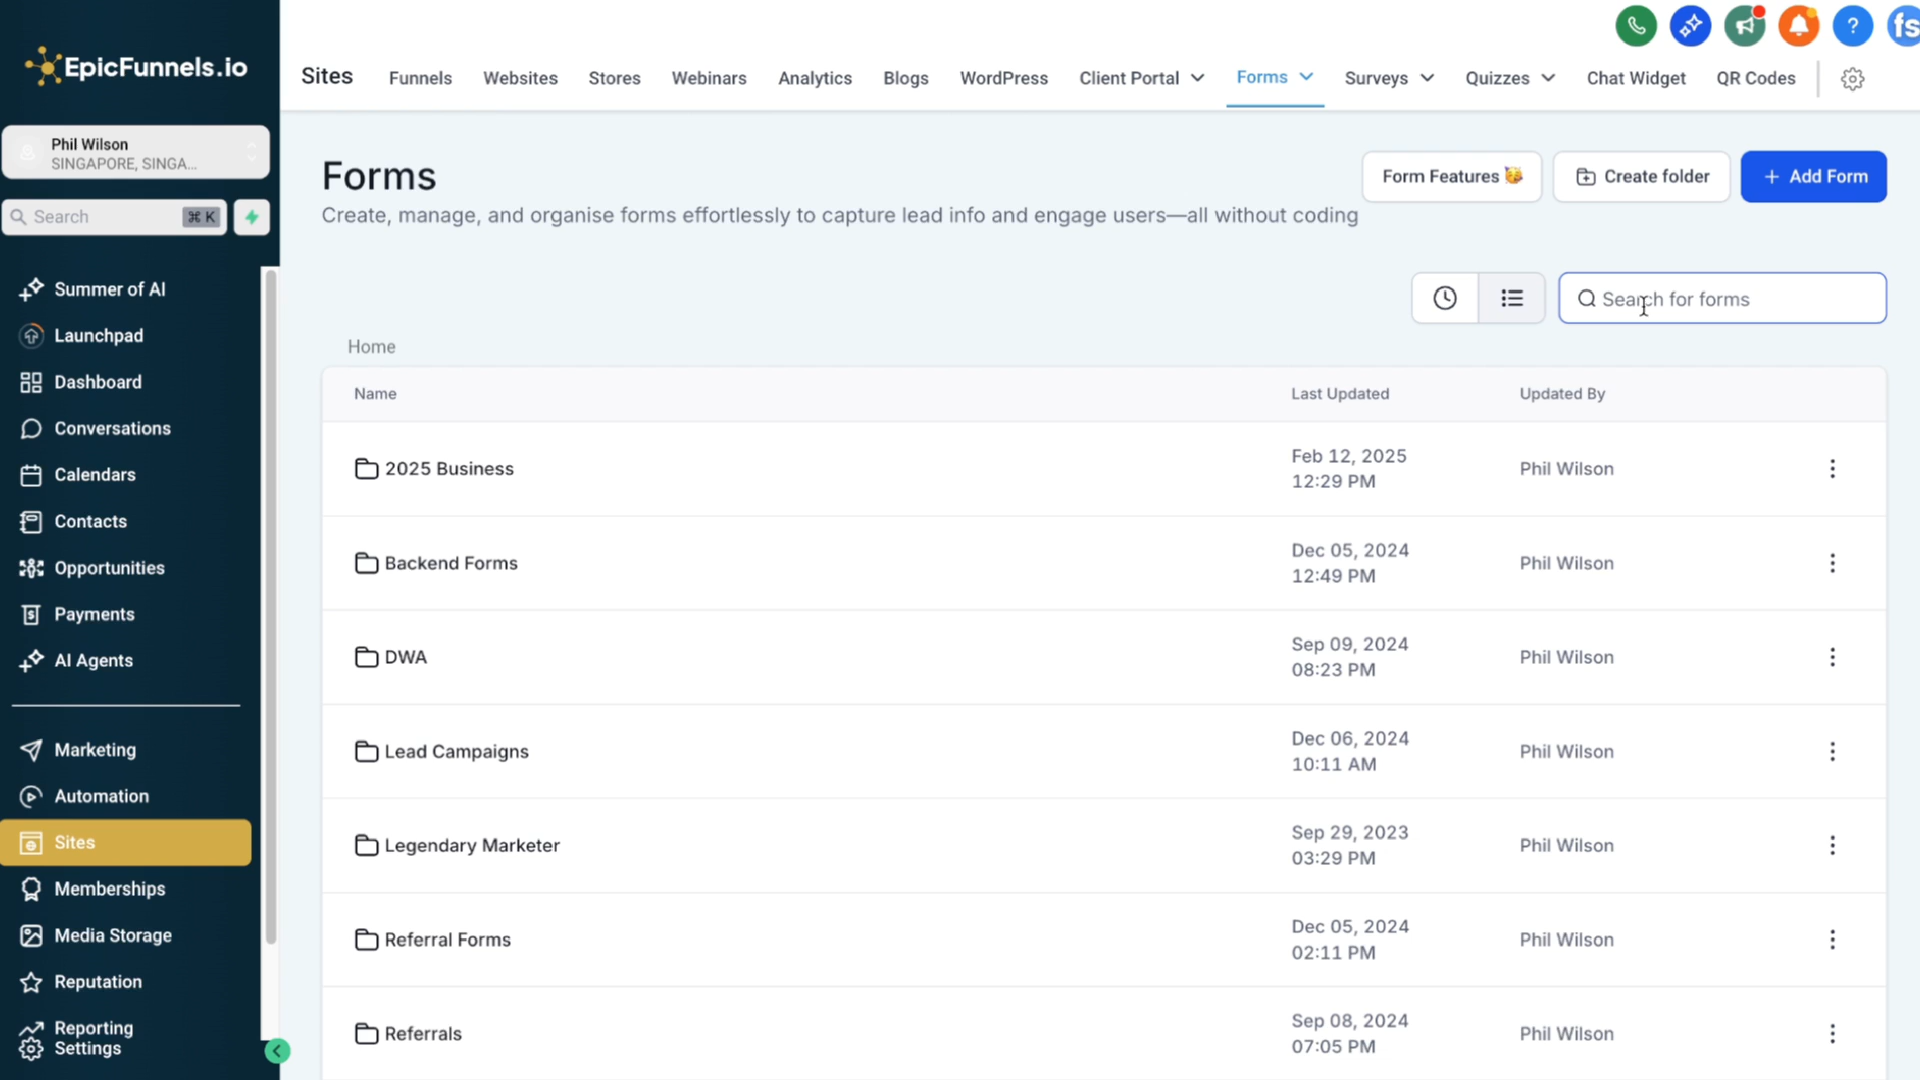 EpicFunnels.io
Phil Wilson
SINGAPORE, SINGA...
Search ⌘ K
Summer of AI
Launchpad
Dashboard
Conversations
Calendars
Contacts
Opportunities
Payments
AI Agents
Marketing
Automation
Sites
Memberships
Media Storage
Reputation
Reporting
Settings
fs
Sites Funnels Websites Stores Webinars Analytics Blogs WordPress Client Portal Forms Surveys Quizzes Chat Widget QR Codes
Forms
Form Features 🥳 Create folder + Add Form
Create, manage, and organise forms effortlessly to capture lead info and engage users—all without coding
Search for forms
Home
Name Last Updated Updated By
2025 Business Feb 12, 2025 Phil Wilson
12:29 PM
Backend Forms Dec 05, 2024 Phil Wilson
12:49 PM
DWA Sep 09, 2024 Phil Wilson
08:23 PM
Lead Campaigns Dec 06, 2024 Phil Wilson
10:11 AM
Legendary Marketer Sep 29, 2023 Phil Wilson
03:29 PM
Referral Forms Dec 05, 2024 Phil Wilson
02:11 PM
Referrals Sep 08, 2024 Phil Wilson
07:05 PM